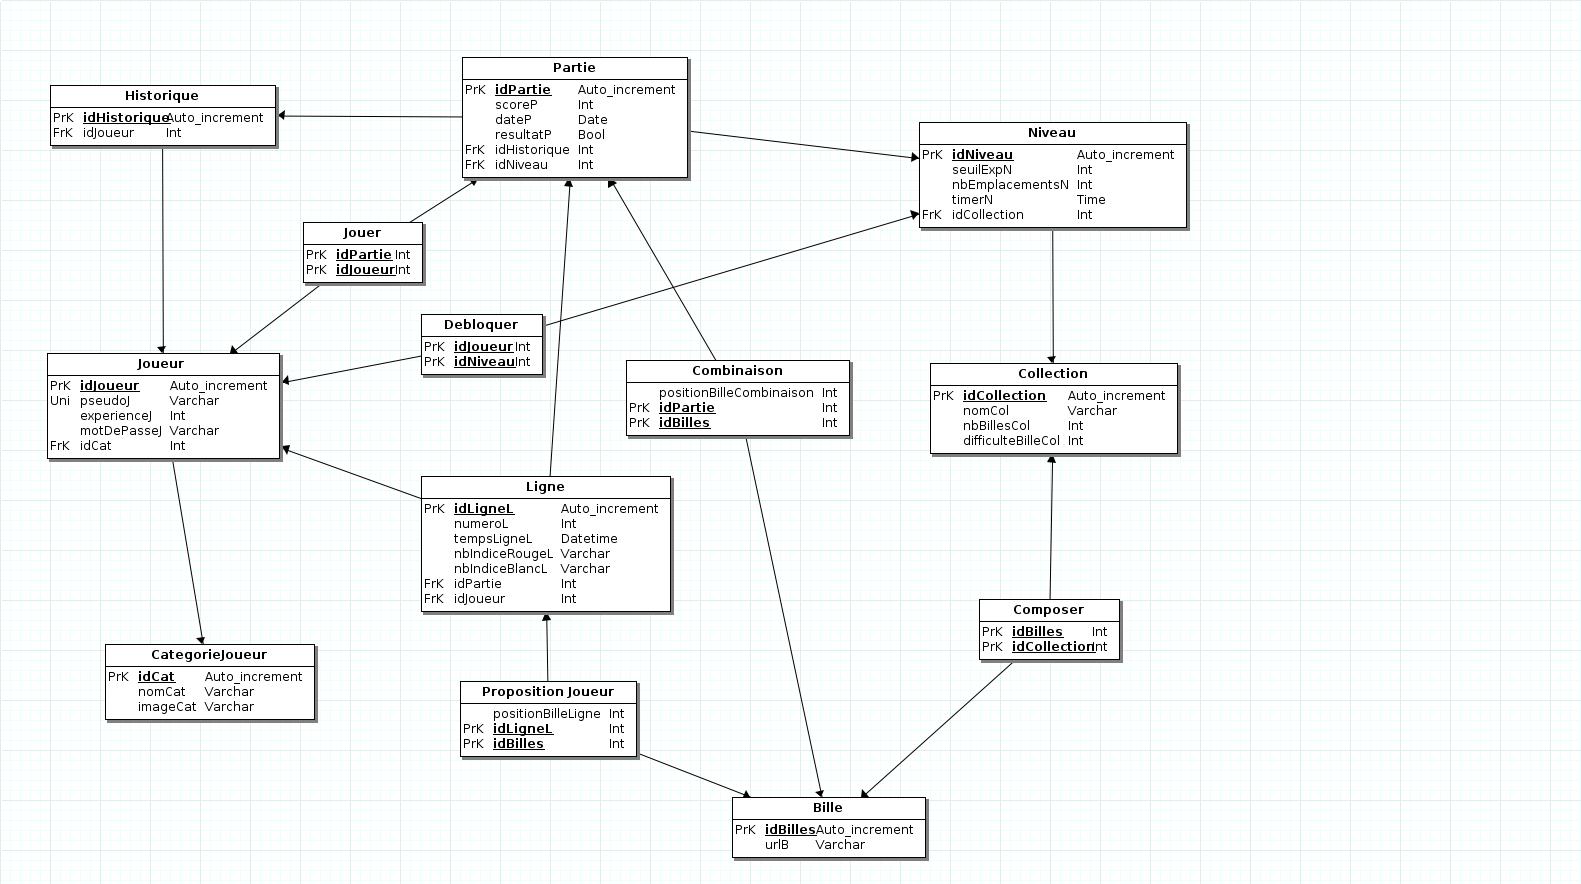 Partie
PrK idPartie Auto_increment
scoreP Int
dateP Date
resultatP Bool
FrK idHistorique Int
FrK idNiveau Int
Historique
PrK idHistorique Auto_increment
FrK idJoueur Int
Niveau
PrK idNiveau Auto_increment
seuilExpN Int
nbEmplacementsN Int
timerN Time
FrK idCollection Int
Jouer
PrK idPartie Int
PrK idJoueur Int
Debloquer
PrK idJoueur Int
PrK idNiveau Int
Joueur
PrK idJoueur Auto_increment
Uni pseudoJ Varchar
experienceJ Int
motDePasseJ Varchar
FrK idCat Int
Combinaison
positionBilleCombinaison Int
PrK idPartie Int
PrK idBilles Int
Collection
PrK idCollection Auto_increment
nomCol Varchar
nbBillesCol Int
difficulteBilleCol Int
Ligne
PrK idLigneL Auto_increment
numeroL Int
tempsLigneL Datetime
nbIndiceRougeL Varchar
nbIndiceBlancL Varchar
FrK idPartie Int
FrK idJoueur Int
Composer
PrK idBilles Int
PrK idCollection Int
CategorieJoueur
PrK idCat Auto_increment
nomCat Varchar
imageCat Varchar
Proposition Joueur
positionBilleLigne Int
PrK idLigneL Int
PrK idBilles Int
Bille
PrK idBilles Auto_increment
urlB Varchar